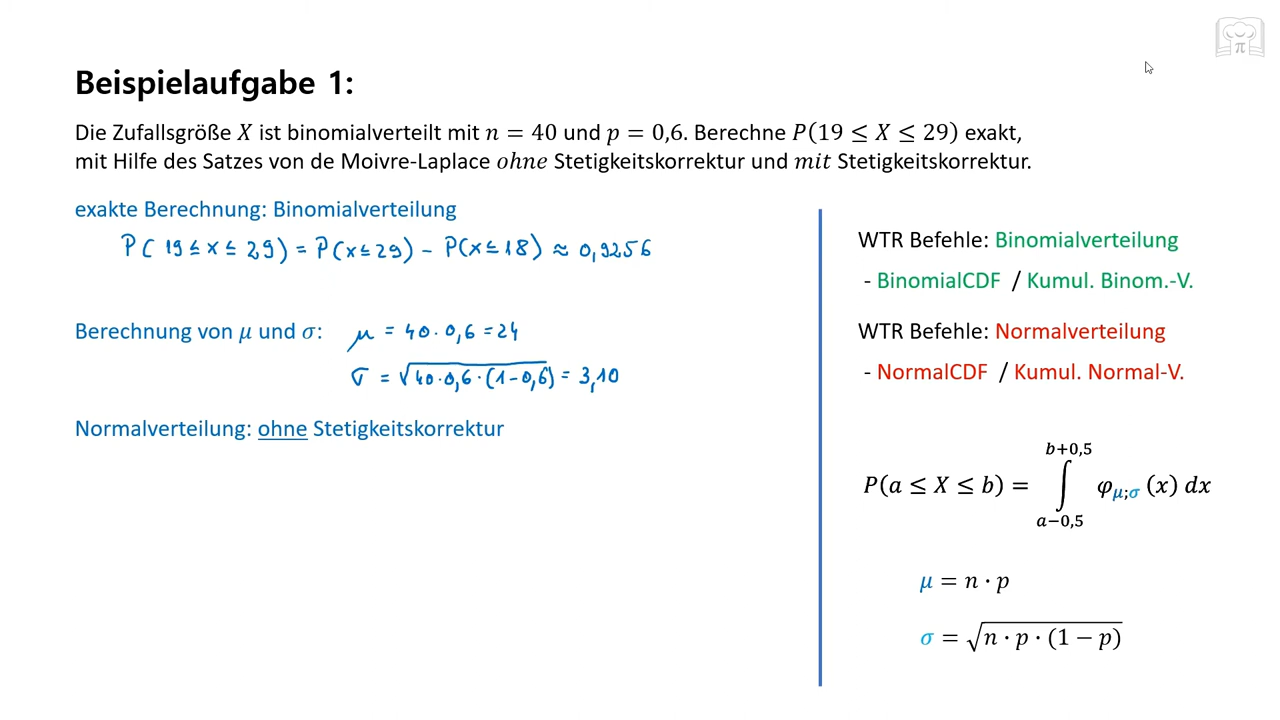 Beispielaufgabe 1:
Die Zufallsgröße X ist binomialverteilt mit n = 40 und p = 0,6. Berechne P(19 ≤ X ≤ 29) exakt,
mit Hilfe des Satzes von de Moivre-Laplace ohne Stetigkeitskorrektur und mit Stetigkeitskorrektur.
exakte Berechnung: Binomialverteilung
P( 19 ≤ x ≤ 29) = P(x ≤ 29) - P(x ≤ 18) ≈ 0,9256
Berechnung von μ und σ: μ = 40 · 0,6 = 24
σ = √(40 · 0,6 · (1 - 0,6)) = 3,10
Normalverteilung: ohne Stetigkeitskorrektur
WTR Befehle: Binomialverteilung
- BinomialCDF / Kumul. Binom.-V.
WTR Befehle: Normalverteilung
- NormalCDF / Kumul. Normal-V.
b+0,5
P(a ≤ X ≤ b) = ∫ φμ;σ (x) dx
a−0,5
μ = n · p
σ = √(n · p · (1 − p))
π